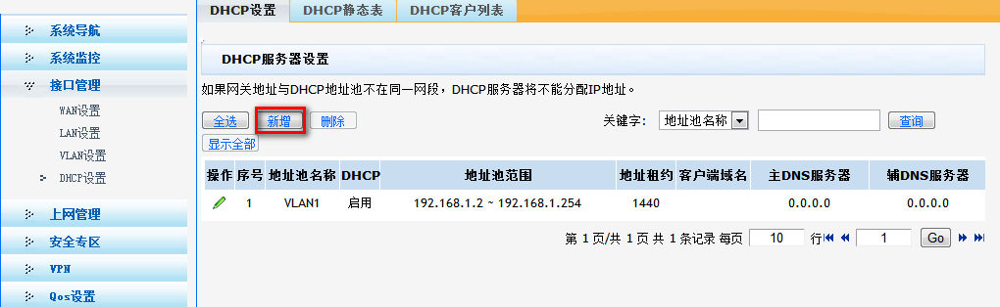 DHCP设置 DHCP静态表 DHCP客户列表
系统导航
系统监控
接口管理
WAN设置
LAN设置
VLAN设置
DHCP设置
上网管理
安全专区
VPN
Qos设置
DHCP服务器设置
如果网关地址与DHCP地址池不在同一网段，DHCP服务器将不能分配IP地址。
全选 新增 删除 关键字： 地址池名称 查询
显示全部
操作 序号 地址池名称 DHCP 地址池范围 地址租约 客户端域名 主DNS服务器 辅DNS服务器
1 VLAN1 启用 192.168.1.2 ~ 192.168.1.254 1440 0.0.0.0 0.0.0.0
第 1 页/共 1 页 共 1 条记录 每页 10 行 1 Go